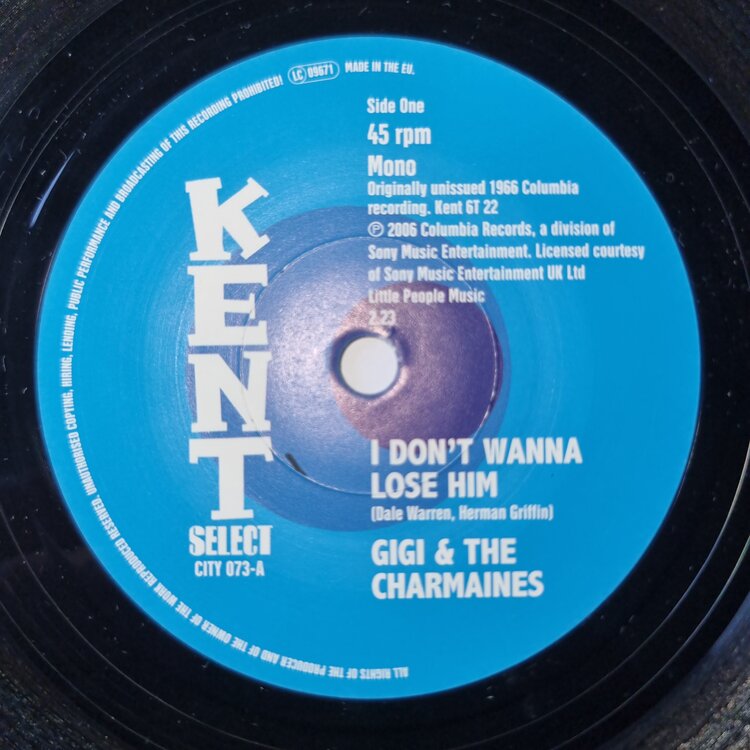 ALL RIGHTS OF THE PRODUCER AND OF THE OWNER OF THE WORK REPRODUCED RESERVED. UNAUTHORISED COPYING, HIRING, LENDING, PUBLIC PERFORMANCE AND BROADCASTING OF THIS RECORDING PROHIBITED! LC 09671 MADE IN THE EU.
Side One
45 rpm
Mono
Originally unissued 1966 Columbia
recording. Kent 6T 22
℗ 2006 Columbia Records, a division of
Sony Music Entertainment. Licensed courtesy
of Sony Music Entertainment UK Ltd
Little People Music
2.23
KENT
SELECT
CITY 073-A
I DON'T WANNA
LOSE HIM
(Dale Warren, Herman Griffin)
GIGI & THE
CHARMAINES